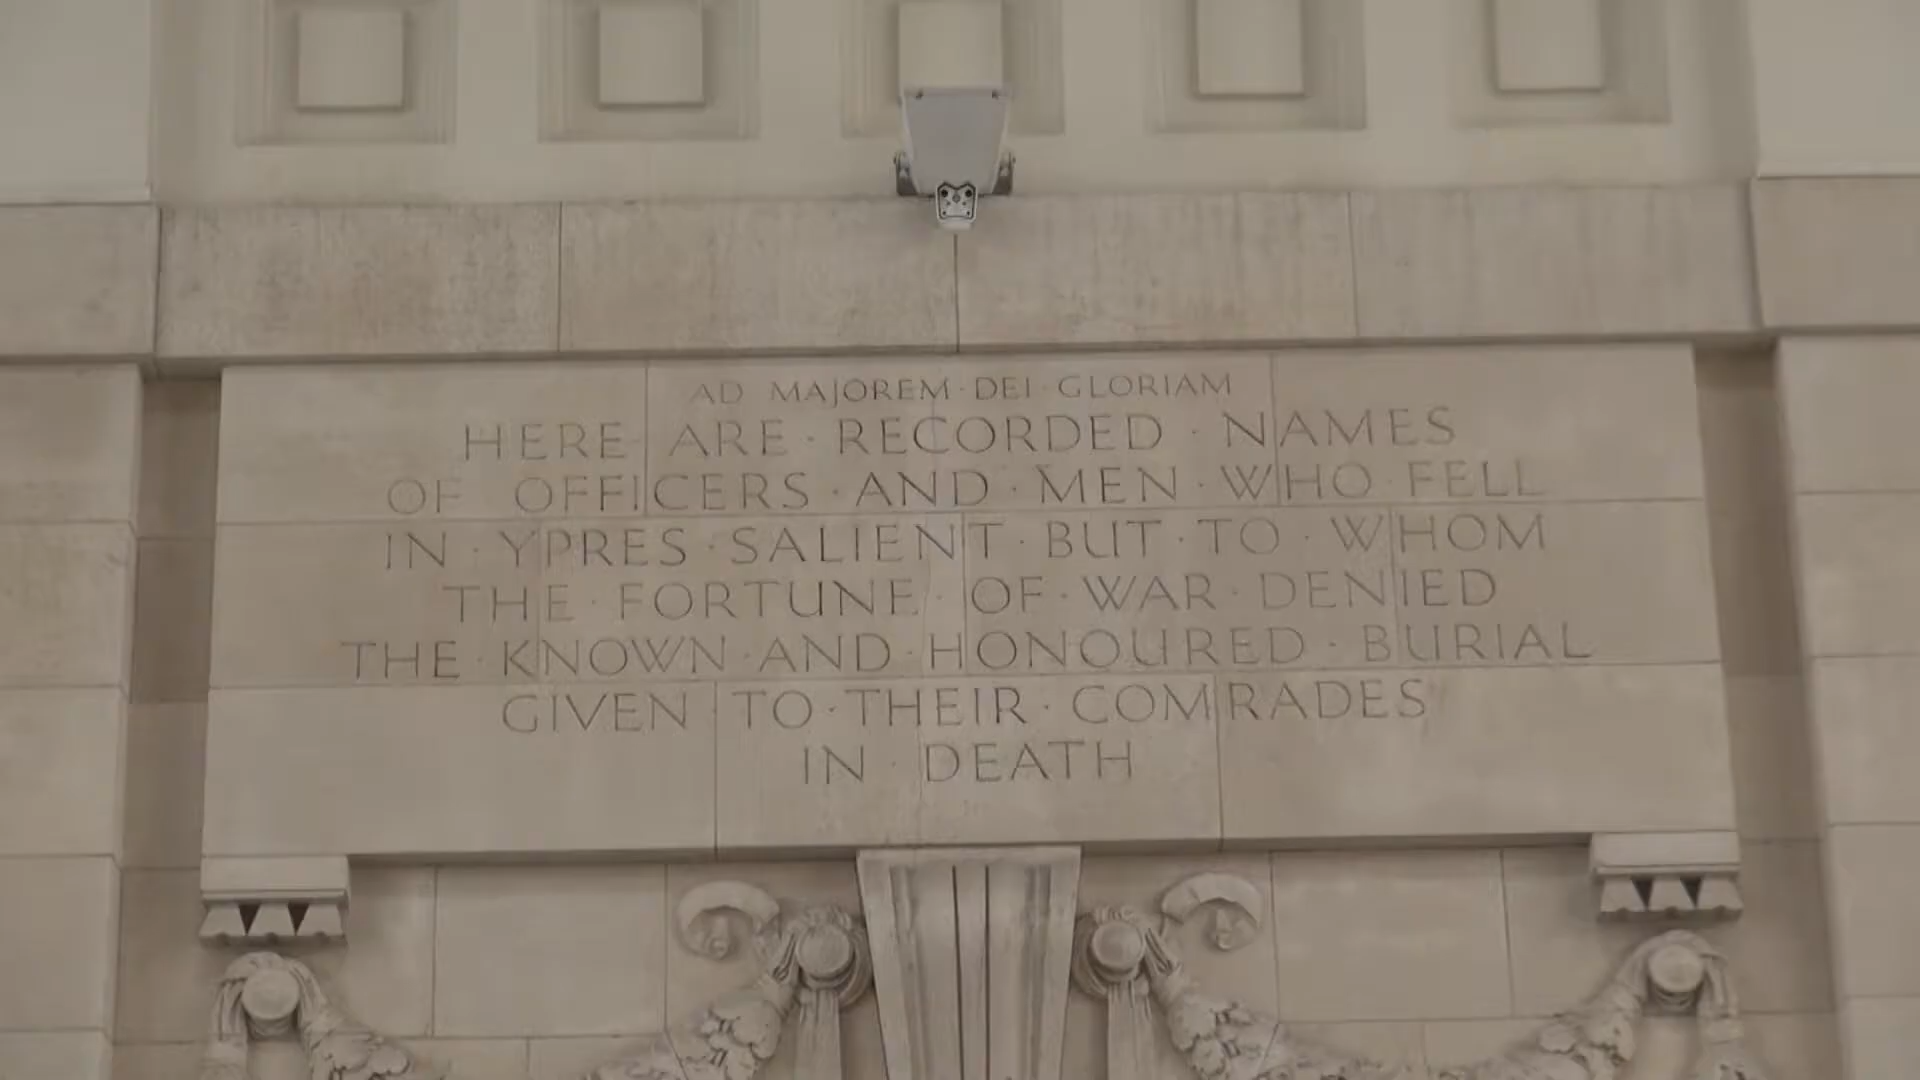 AD MAJOREM · DEI · GLORIAM
HERE ARE · RECORDED · NAMES
OF OFFICERS · AND · MEN · WHO · FELL
IN · YPRES · SALIENT · BUT · TO · WHOM
THE · FORTUNE · OF · WAR · DENIED
THE · KNOWN · AND · HONOURED · BURIAL
GIVEN TO · THEIR · COMRADES
IN · DEATH